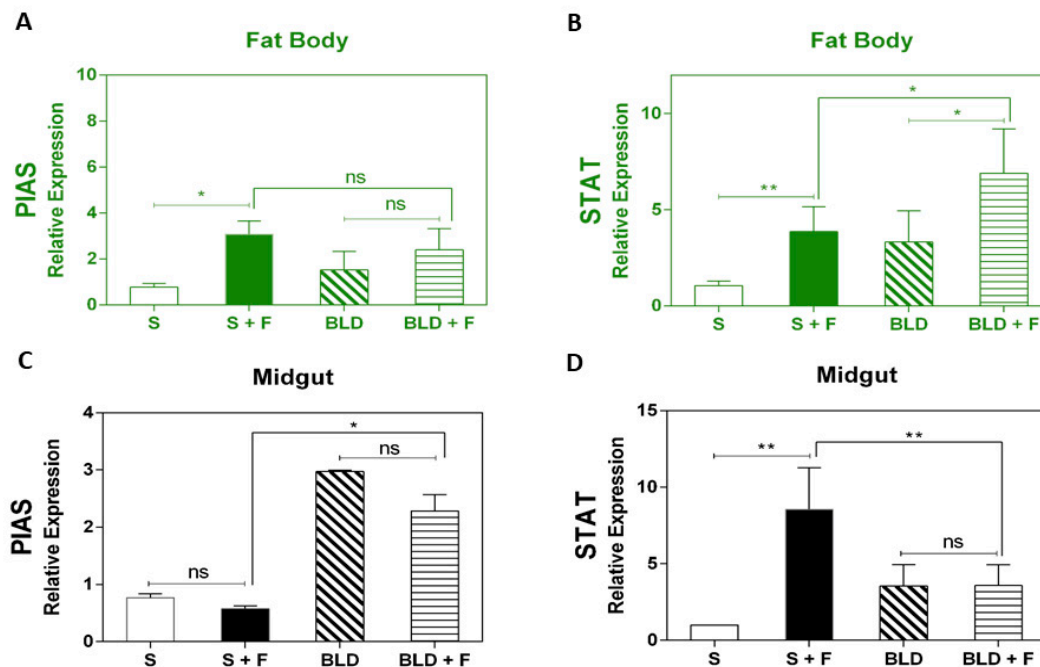 A
Fat Body
PIAS
Relative Expression
10
8
6
4
2
0
*
ns
ns
S
S + F
BLD
BLD + F
B
Fat Body
STAT
Relative Expression
10
5
0
*
*
**
S
S + F
BLD
BLD + F
C
Midgut
PIAS
Relative Expression
4
3
2
1
0
*
ns
ns
S
S + F
BLD
BLD + F
D
Midgut
STAT
Relative Expression
15
10
5
0
**
**
ns
S
S + F
BLD
BLD + F